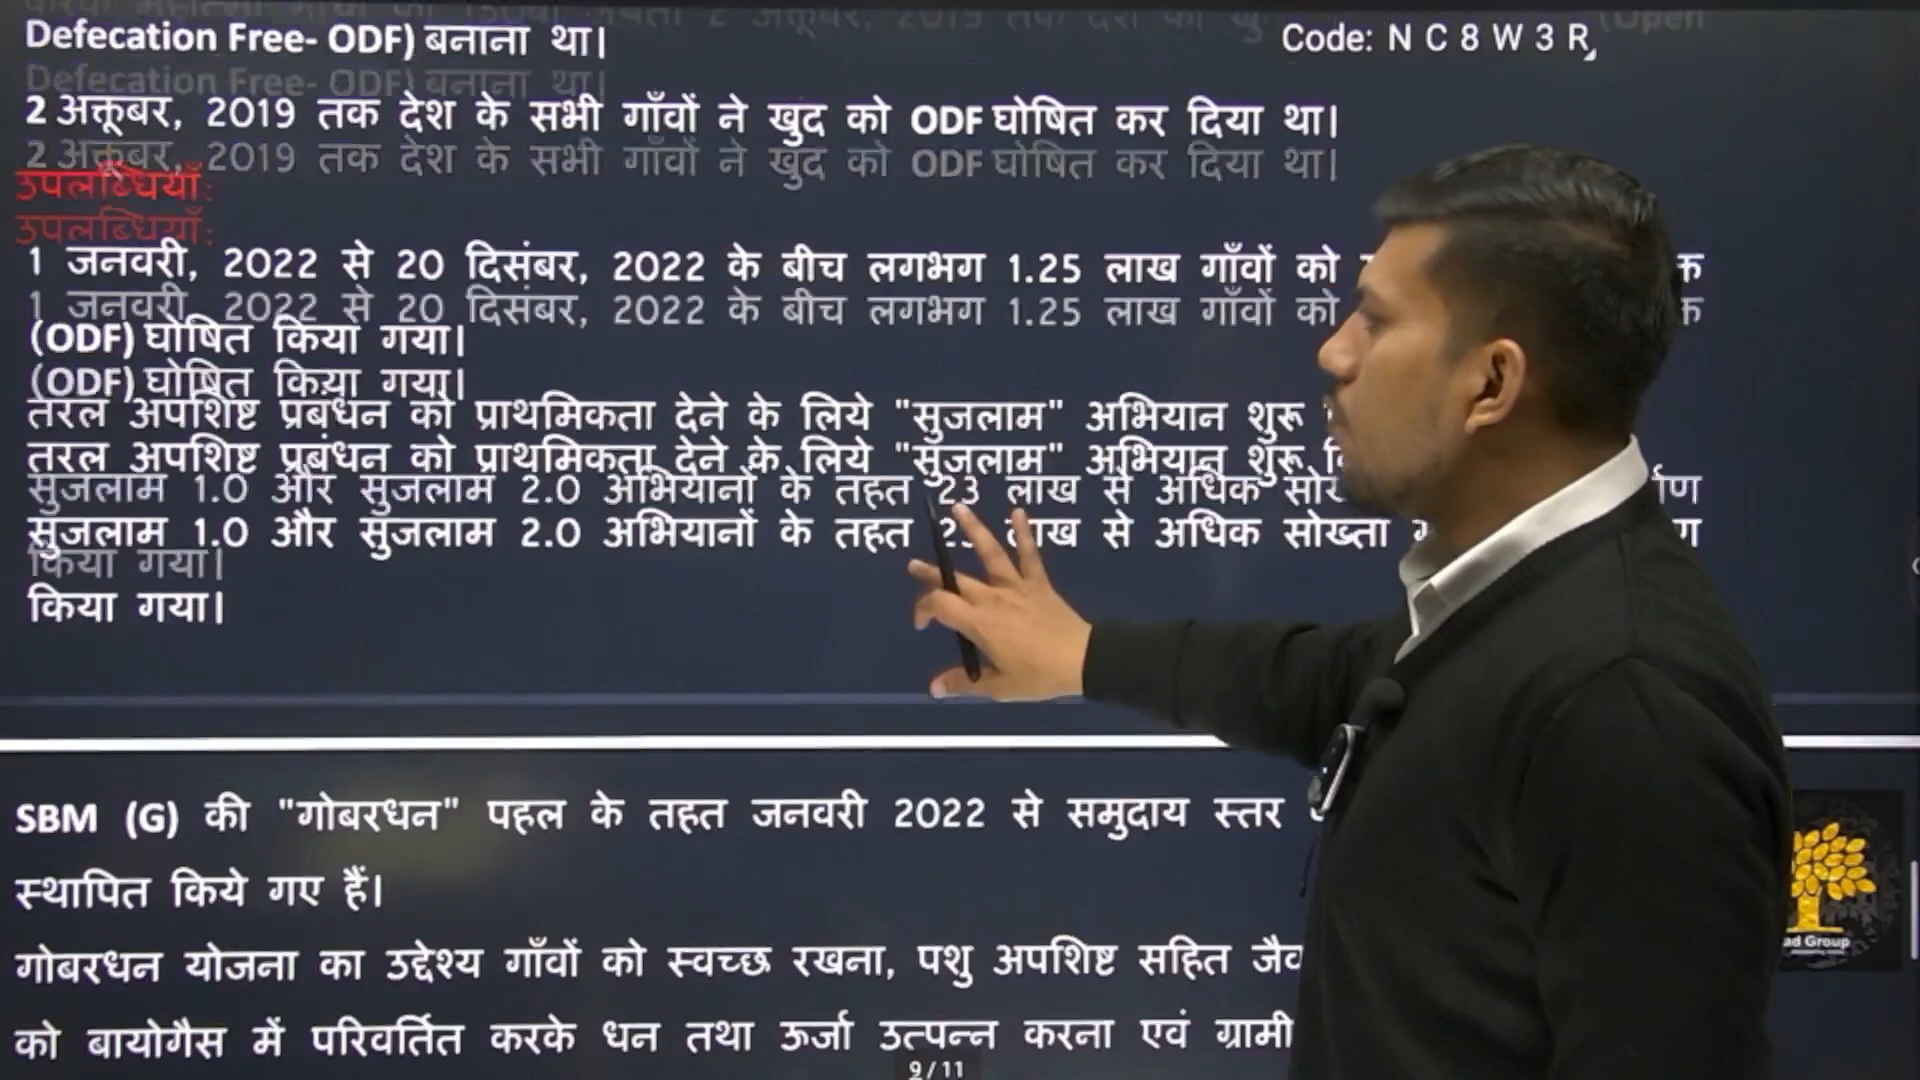 Defecation Free- ODF) बनाना था।
Code: N C 8 W 3 R
2 अक्तूबर, 2019 तक देश के सभी गाँवों ने खुद को ODF घोषित कर दिया था।
उपलब्धियाँ:
1 जनवरी, 2022 से 20 दिसंबर, 2022 के बीच लगभग 1.25 लाख गाँवों को
(ODF) घोषित किया गया।
तरल अपशिष्ट प्रबंधन को प्राथमिकता देने के लिये "सुजलाम" अभियान शुरू
सुजलाम 1.0 और सुजलाम 2.0 अभियानों के तहत 23 लाख से अधिक सोख्ता
किया गया।
SBM (G) की "गोबरधन" पहल के तहत जनवरी 2022 से समुदाय स्तर
स्थापित किये गए हैं।
गोबरधन योजना का उद्देश्य गाँवों को स्वच्छ रखना, पशु अपशिष्ट सहित
को बायोगैस में परिवर्तित करके धन तथा ऊर्जा उत्पन्न करना एवं
9 / 11
Group